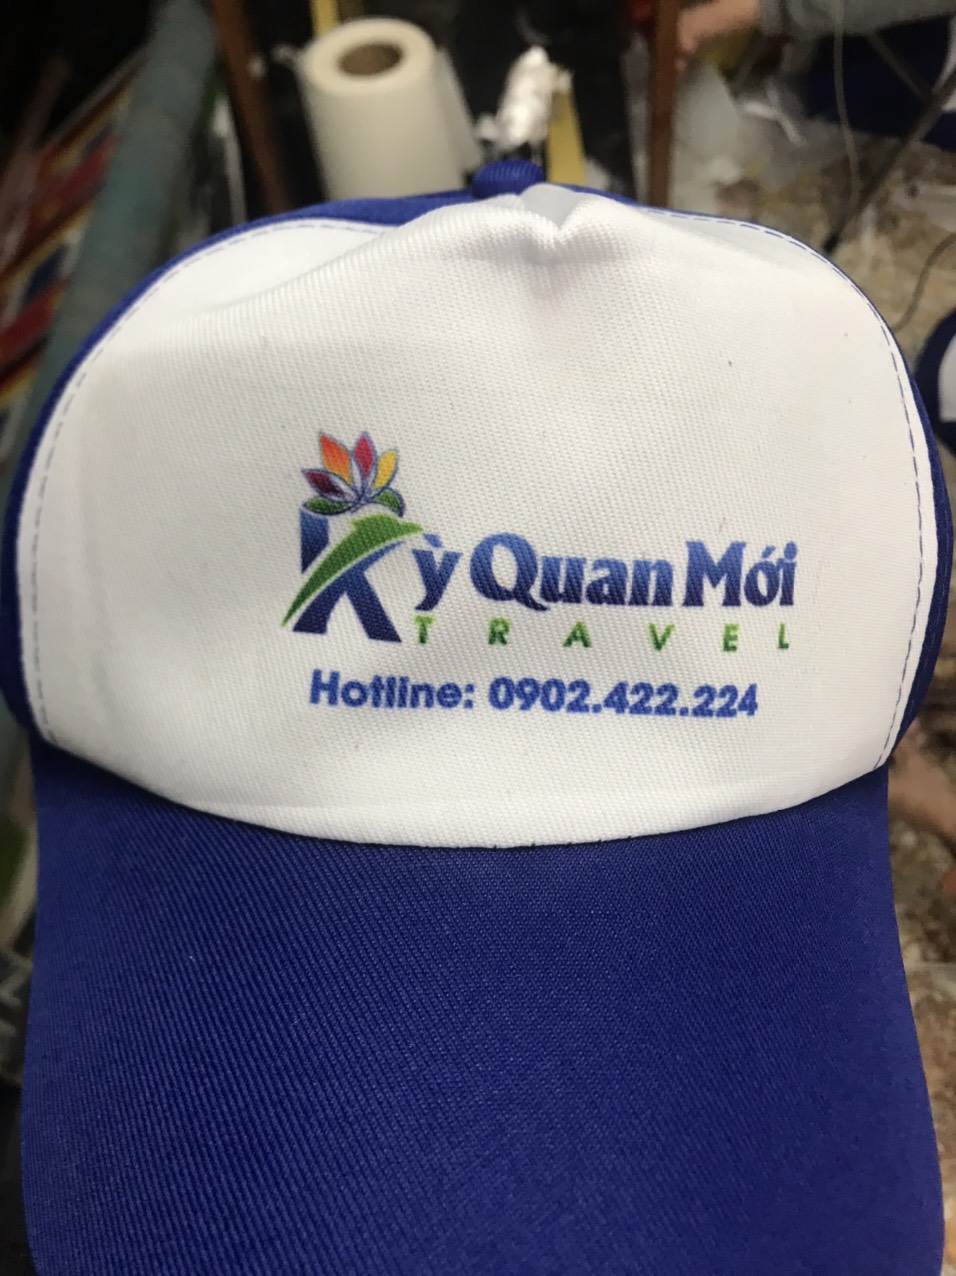 Kỳ Quan Mới
TRAVEL
Hotline: 0902.422.224